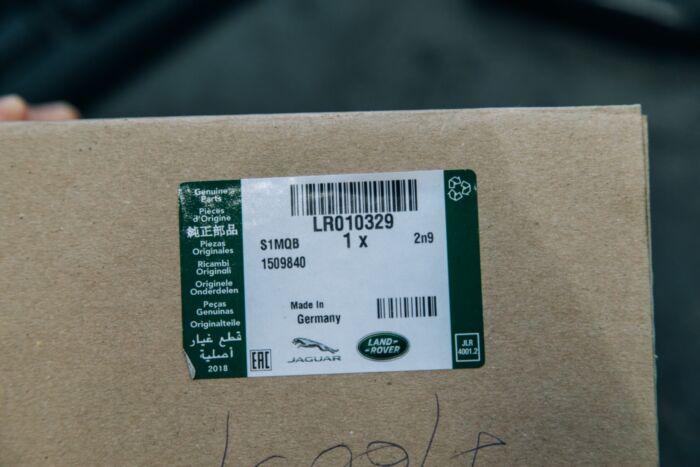 Genuine
Parts
Pièces
d'Origine
純正部品
Piezas
Originales
Ricambi
Originali
Originele
Onderdelen
Peças
Genuinas
Originalteile
قطع غيار
أصلية
2018
LR010329
S1MQB
1 x
2n9
1509840
Made In
Germany
EAC
JAGUAR
LAND-
-ROVER
JLR
4001.2